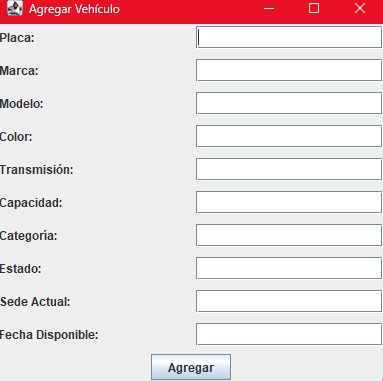 Agregar Vehículo
Placa:
Marca:
Modelo:
Color:
Transmisión:
Capacidad:
Categoría:
Estado:
Sede Actual:
Fecha Disponible:
Agregar